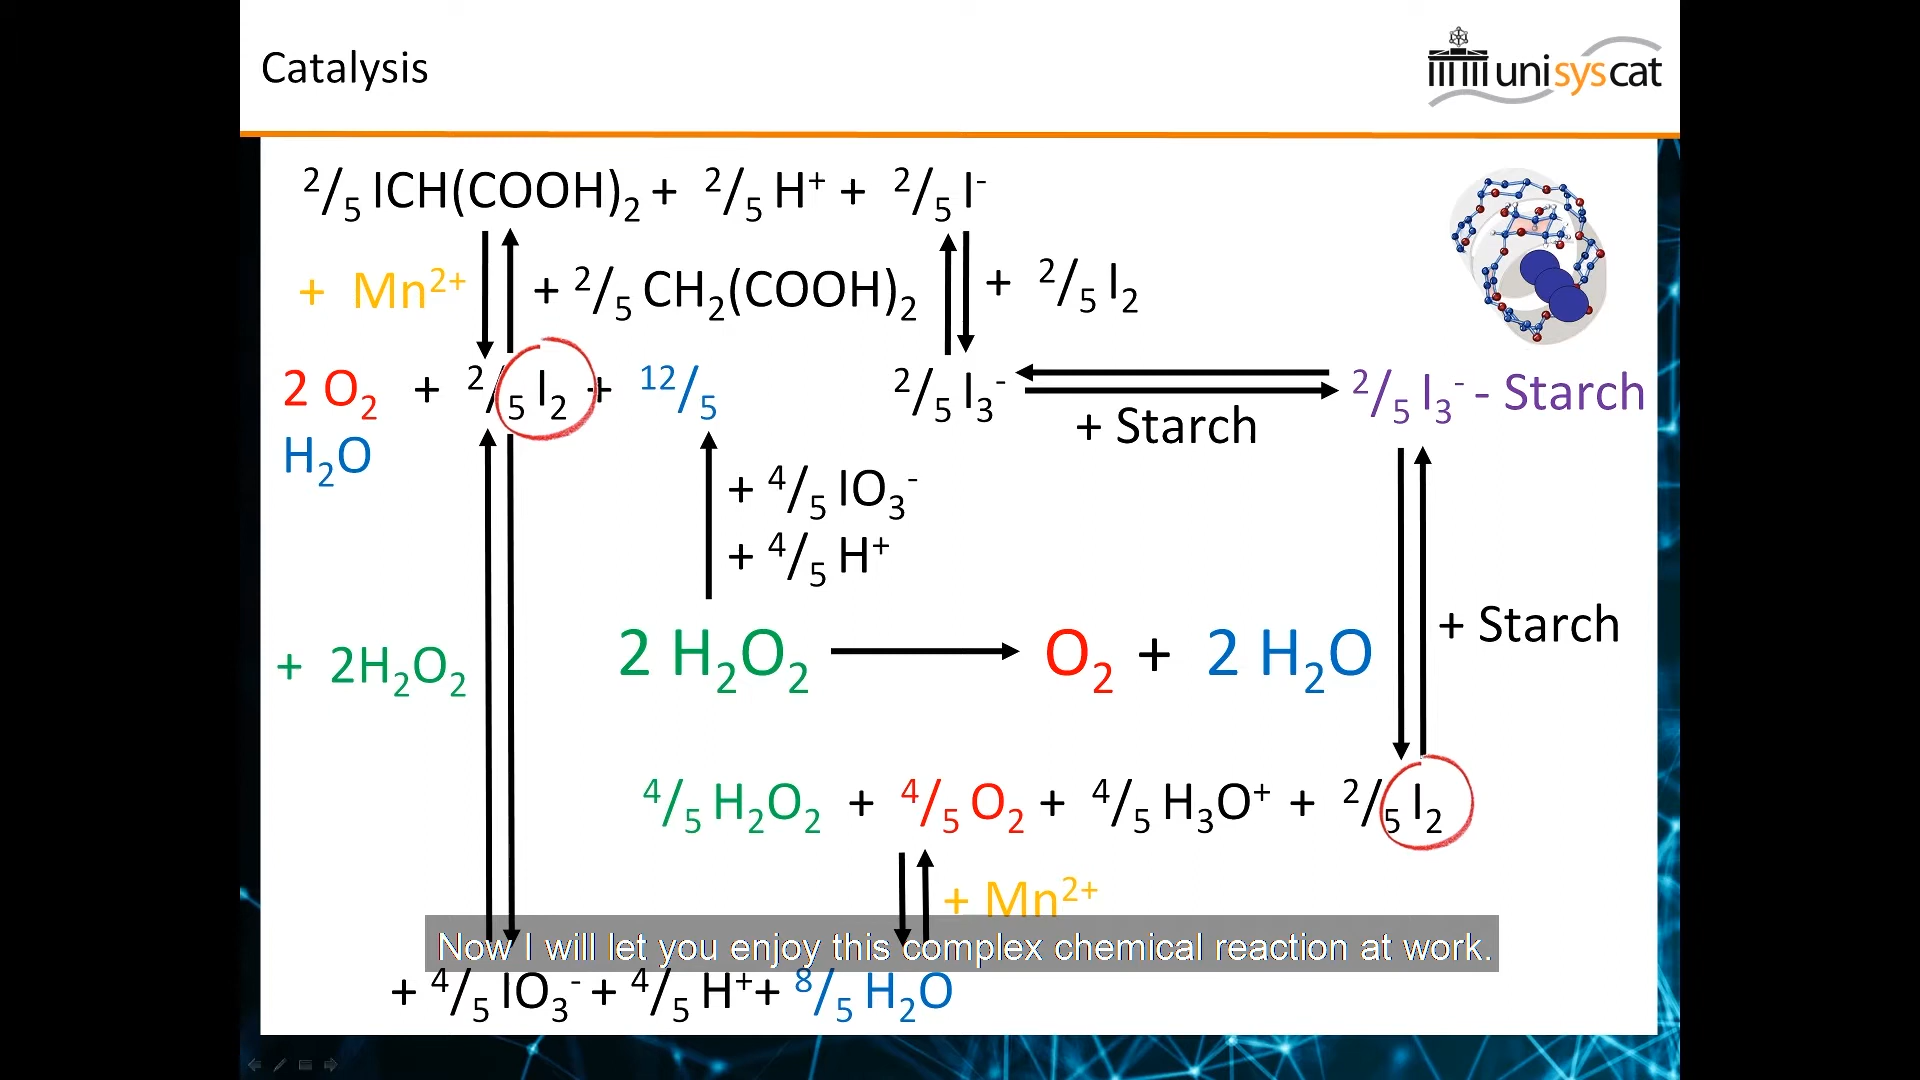 Catalysis
unisyscat
²/₅ ICH(COOH)₂ + ²/₅ H⁺ + ²/₅ I⁻
+ Mn²⁺
+ ²/₅ CH₂(COOH)₂
+ ²/₅ I₂
2 O₂ + ²/₅ I₂ + ¹²/₅
H₂O
²/₅ I₃⁻
+ Starch
²/₅ I₃⁻ - Starch
+ ⁴/₅ IO₃⁻
+ ⁴/₅ H⁺
+ 2H₂O₂
2 H₂O₂ → O₂ + 2 H₂O
+ Starch
⁴/₅ H₂O₂ + ⁴/₅ O₂ + ⁴/₅ H₃O⁺ + ²/₅ I₂
+ Mn²⁺
Now I will let you enjoy this complex chemical reaction at work.
+ ⁴/₅ IO₃⁻ + ⁴/₅ H⁺+ ⁸/₅ H₂O